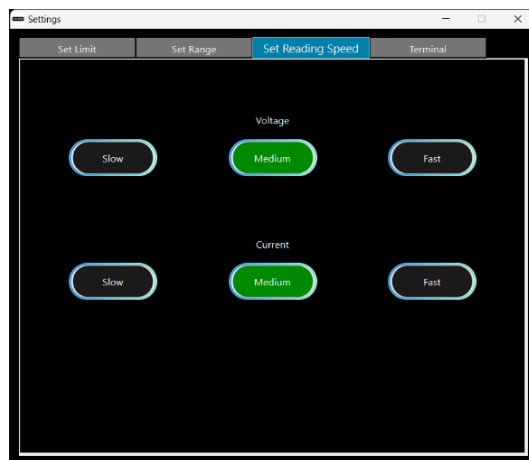 Settings
Set Limit Set Range Set Reading Speed Terminal
Voltage
Slow Medium Fast
Current
Slow Medium Fast